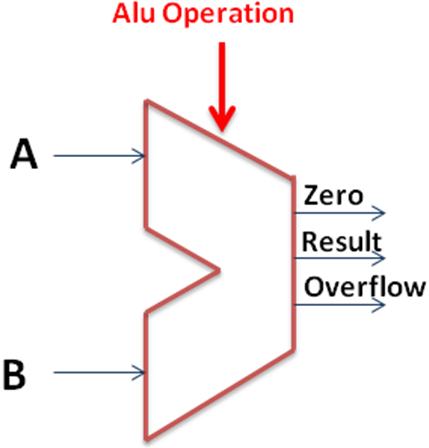 Alu Operation
A
Zero
Result
Overflow
B